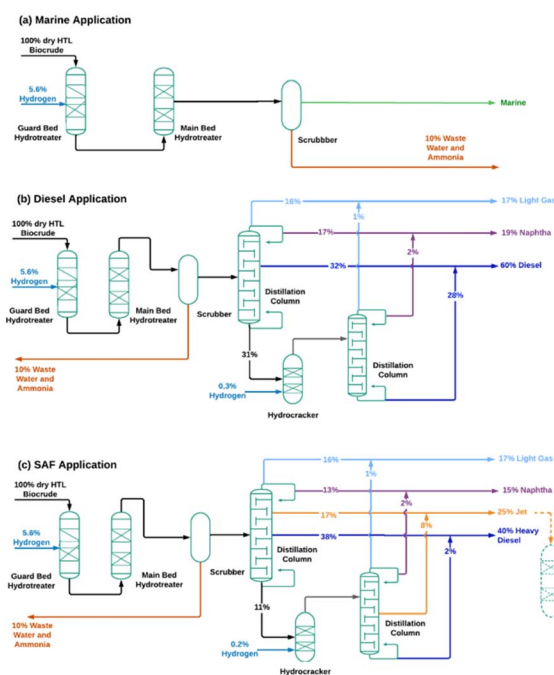 (a) Marine Application
100% dry HTL
Biocrude
5.6%
Hydrogen
Guard Bed
Hydrotreater
Main Bed
Hydrotreater
Scrubbber
Marine
10% Waste
Water and
Ammonia
(b) Diesel Application
100% dry HTL
Biocrude
5.6%
Hydrogen
Guard Bed
Hydrotreater
Main Bed
Hydrotreater
Scrubber
10% Waste
Water and
Ammonia
16%
17% Light Gas
1%
17%
19% Naphtha
2%
32%
60% Diesel
28%
Distillation
Column
31%
0.3%
Hydrogen
Hydrocracker
Distillation
Column
(c) SAF Application
100% dry HTL
Biocrude
5.6%
Hydrogen
Guard Bed
Hydrotreater
Main Bed
Hydrotreater
Scrubber
10% Waste
Water and
Ammonia
16%
17% Light Gas
1%
13%
15% Naphtha
2%
17%
25% Jet
8%
38%
40% Heavy
Diesel
2%
Distillation
Column
11%
0.2%
Hydrogen
Hydrocracker
Distillation
Column